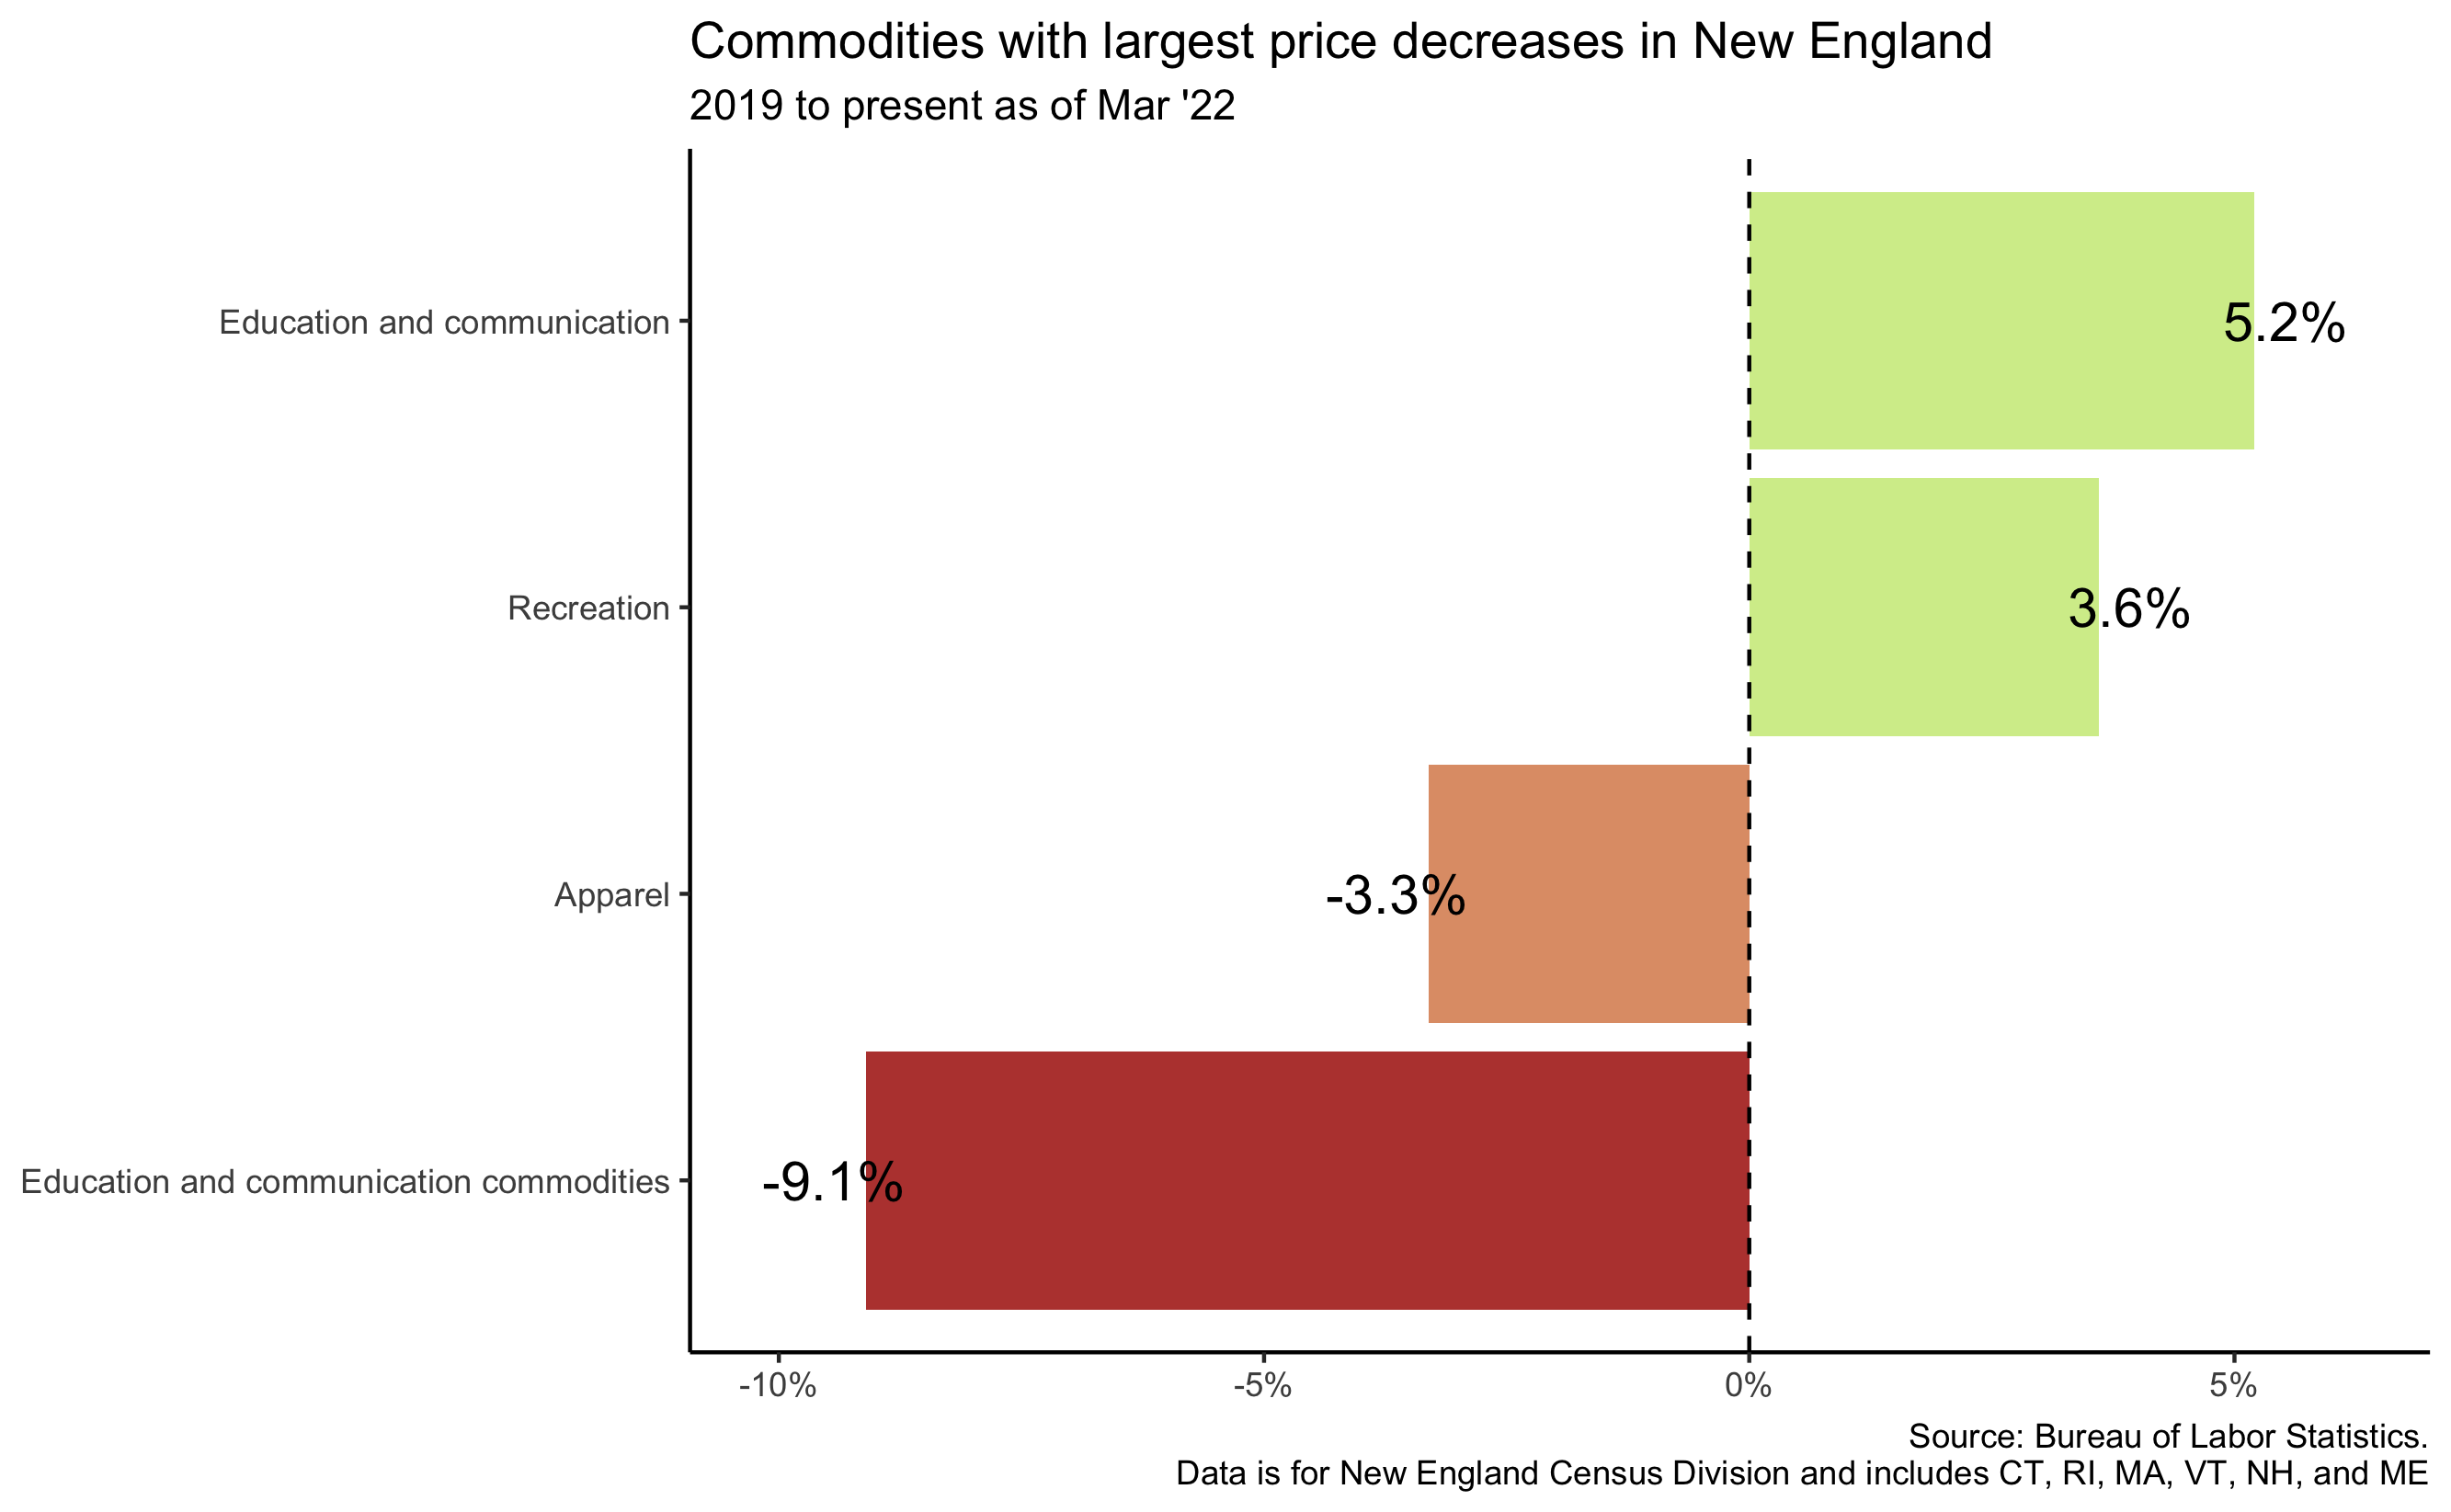 Commodities with largest price decreases in New England
2019 to present as of Mar '22
Education and communication
5.2%
Recreation
3.6%
Apparel
-3.3%
Education and communication commodities
-9.1%
-10%
-5%
0%
5%
Source: Bureau of Labor Statistics.
Data is for New England Census Division and includes CT, RI, MA, VT, NH, and ME